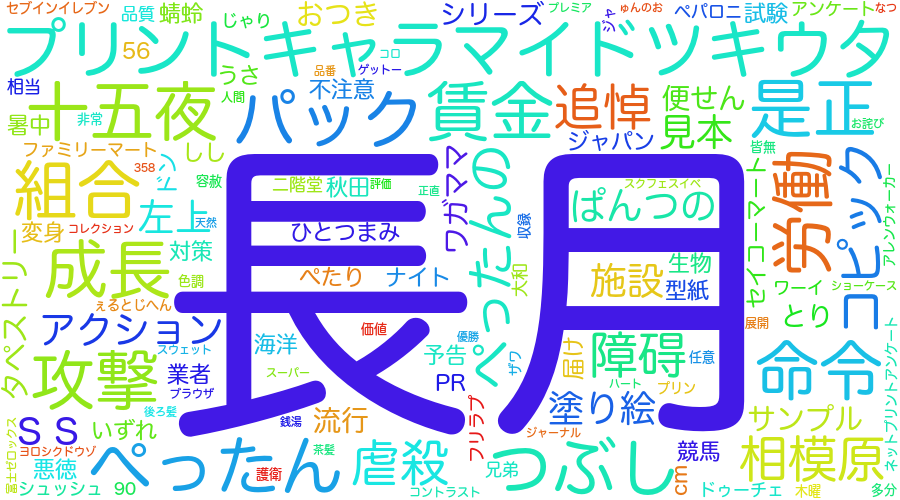 セブンイレブン
品質
蜻蛉
じゃり
おつき
シリーズ
プレミア
ジャ
ゅんのお
ペパロニ
試験
アンケート
なつ
プリントキャラマイドツキウタ
56
コロ
相当
うさ
品番
ゲットー
十五夜
人間
不注意
パック
賃金
追悼
便せん
是正
暑中
非常
ジャパン
見本
お詫び
ファミリーマート
358
しし
ソジ
皆無
組合
容赦
二階堂
秋田
評価
正直
ワガママ
ぺったんの
スクフェスイベ
ぱんつの
労働
コピック
アレンウォーカー
セイコーマート
変身
コレクション
左上
天然
ひとつまみ
収録
長月
成長
対策
色調
ぺたり
ナイト
大和
施設
生物
型紙
ワーイ
ショーケース
とり
タペストリー
ぇるとじへん
アクション
海洋
価値
優勝
予告
ザワ
展開
スウェット
攻撃
業者
ブラウザ
スーパー
PR
届け
障碍
任意
命令
ネットプリントアンケート
ハート
プリン
後ろ髪
銭湯
流行
フリラブ
塗り絵
サンプル
ＳＳ
いずれ
ジャーナル
富士ゼロックス
ヨロシクドウゾ
悪徳
ぺったん
茶髪
護衛
虐殺
兄弟
つぶし
競馬
相模原
シュッシュ
90
コントラスト
cm
ドゥーチェ
木曜
多分